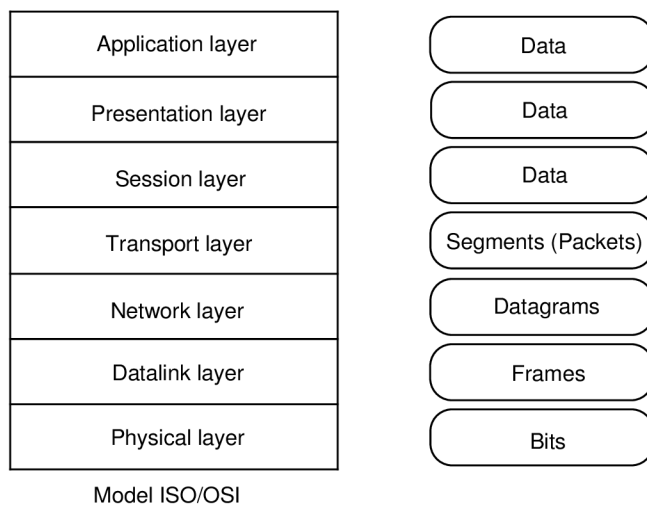 Application layer
Data
Presentation layer
Data
Session layer
Data
Transport layer
Segments (Packets)
Network layer
Datagrams
Datalink layer
Frames
Physical layer
Bits
Model ISO/OSI